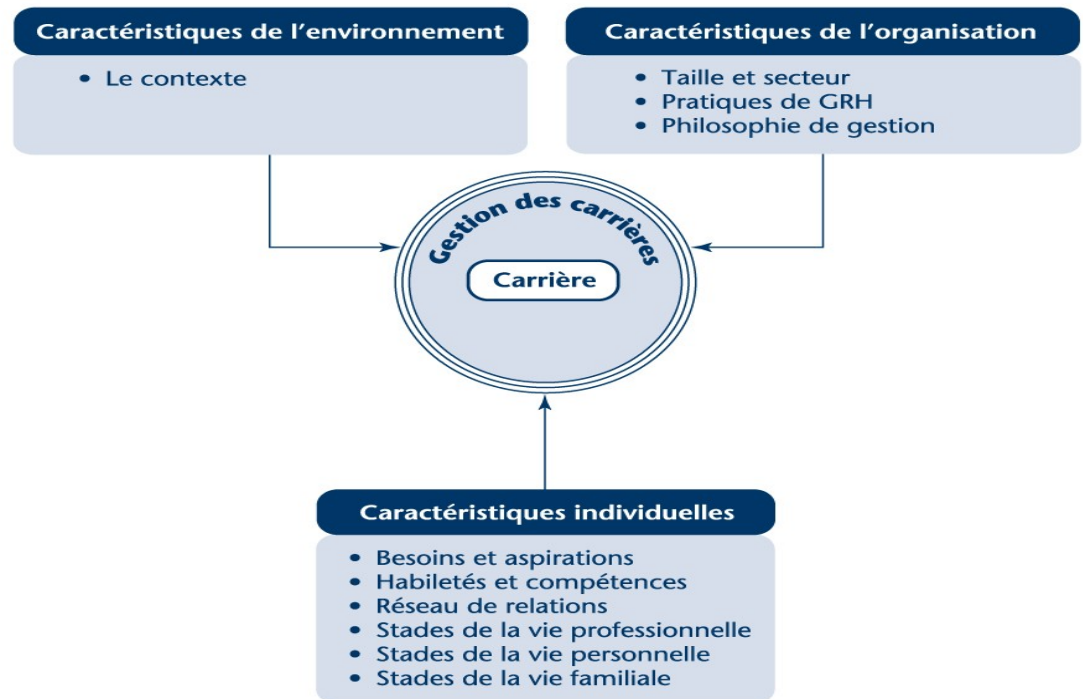 Caractéristiques de l'environnement
• Le contexte
Caractéristiques de l'organisation
• Taille et secteur
• Pratiques de GRH
• Philosophie de gestion
Gestion des carrières
Carrière
Caractéristiques individuelles
• Besoins et aspirations
• Habiletés et compétences
• Réseau de relations
• Stades de la vie professionnelle
• Stades de la vie personnelle
• Stades de la vie familiale